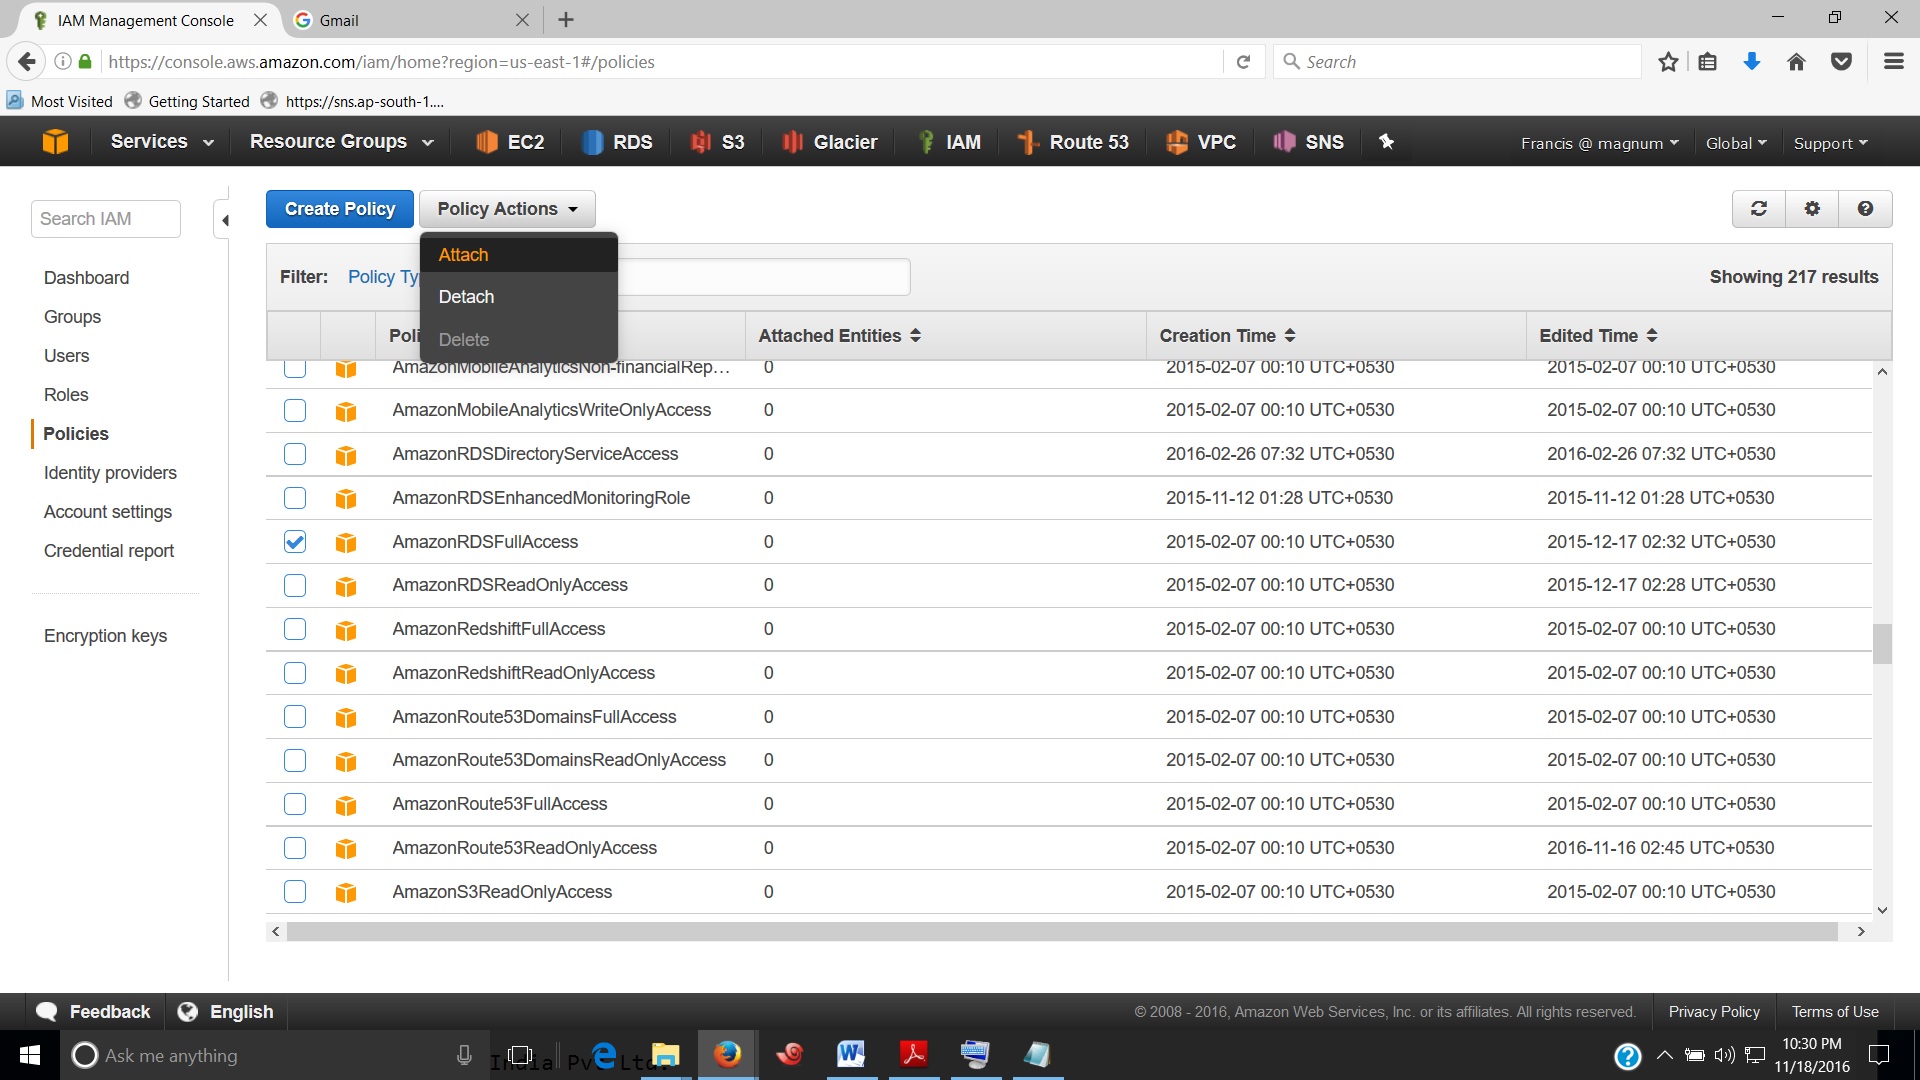 IAM Management Console
Gmail
https://console.aws.amazon.com/iam/home?region=us-east-1#/policies
Search
Most Visited
Getting Started
https://sns.ap-south-1....
Services
Resource Groups
EC2
RDS
S3
Glacier
IAM
Route 53
VPC
SNS
Francis @ magnum
Global
Support
Search IAM
Dashboard
Groups
Users
Roles
Policies
Identity providers
Account settings
Credential report
Encryption keys
Create Policy
Policy Actions
Attach
Detach
Delete
Filter:
Policy Ty
Showing 217 results
Poli
Attached Entities
Creation Time
Edited Time
AmazonMobileAnalyticsNon-financialRep... 0 2015-02-07 00:10 UTC+0530 2015-02-07 00:10 UTC+0530
AmazonMobileAnalyticsWriteOnlyAccess 0 2015-02-07 00:10 UTC+0530 2015-02-07 00:10 UTC+0530
AmazonRDSDirectoryServiceAccess 0 2016-02-26 07:32 UTC+0530 2016-02-26 07:32 UTC+0530
AmazonRDSEnhancedMonitoringRole 0 2015-11-12 01:28 UTC+0530 2015-11-12 01:28 UTC+0530
AmazonRDSFullAccess 0 2015-02-07 00:10 UTC+0530 2015-12-17 02:32 UTC+0530
AmazonRDSReadOnlyAccess 0 2015-02-07 00:10 UTC+0530 2015-12-17 02:28 UTC+0530
AmazonRedshiftFullAccess 0 2015-02-07 00:10 UTC+0530 2015-02-07 00:10 UTC+0530
AmazonRedshiftReadOnlyAccess 0 2015-02-07 00:10 UTC+0530 2015-02-07 00:10 UTC+0530
AmazonRoute53DomainsFullAccess 0 2015-02-07 00:10 UTC+0530 2015-02-07 00:10 UTC+0530
AmazonRoute53DomainsReadOnlyAccess 0 2015-02-07 00:10 UTC+0530 2015-02-07 00:10 UTC+0530
AmazonRoute53FullAccess 0 2015-02-07 00:10 UTC+0530 2015-02-07 00:10 UTC+0530
AmazonRoute53ReadOnlyAccess 0 2015-02-07 00:10 UTC+0530 2016-11-16 02:45 UTC+0530
AmazonS3ReadOnlyAccess 0 2015-02-07 00:10 UTC+0530 2015-02-07 00:10 UTC+0530
Feedback
English
© 2008 - 2016, Amazon Web Services, Inc. or its affiliates. All rights reserved.
Privacy Policy
Terms of Use
Ask me anything
India Pvt Ltd.
10:30 PM
11/18/2016